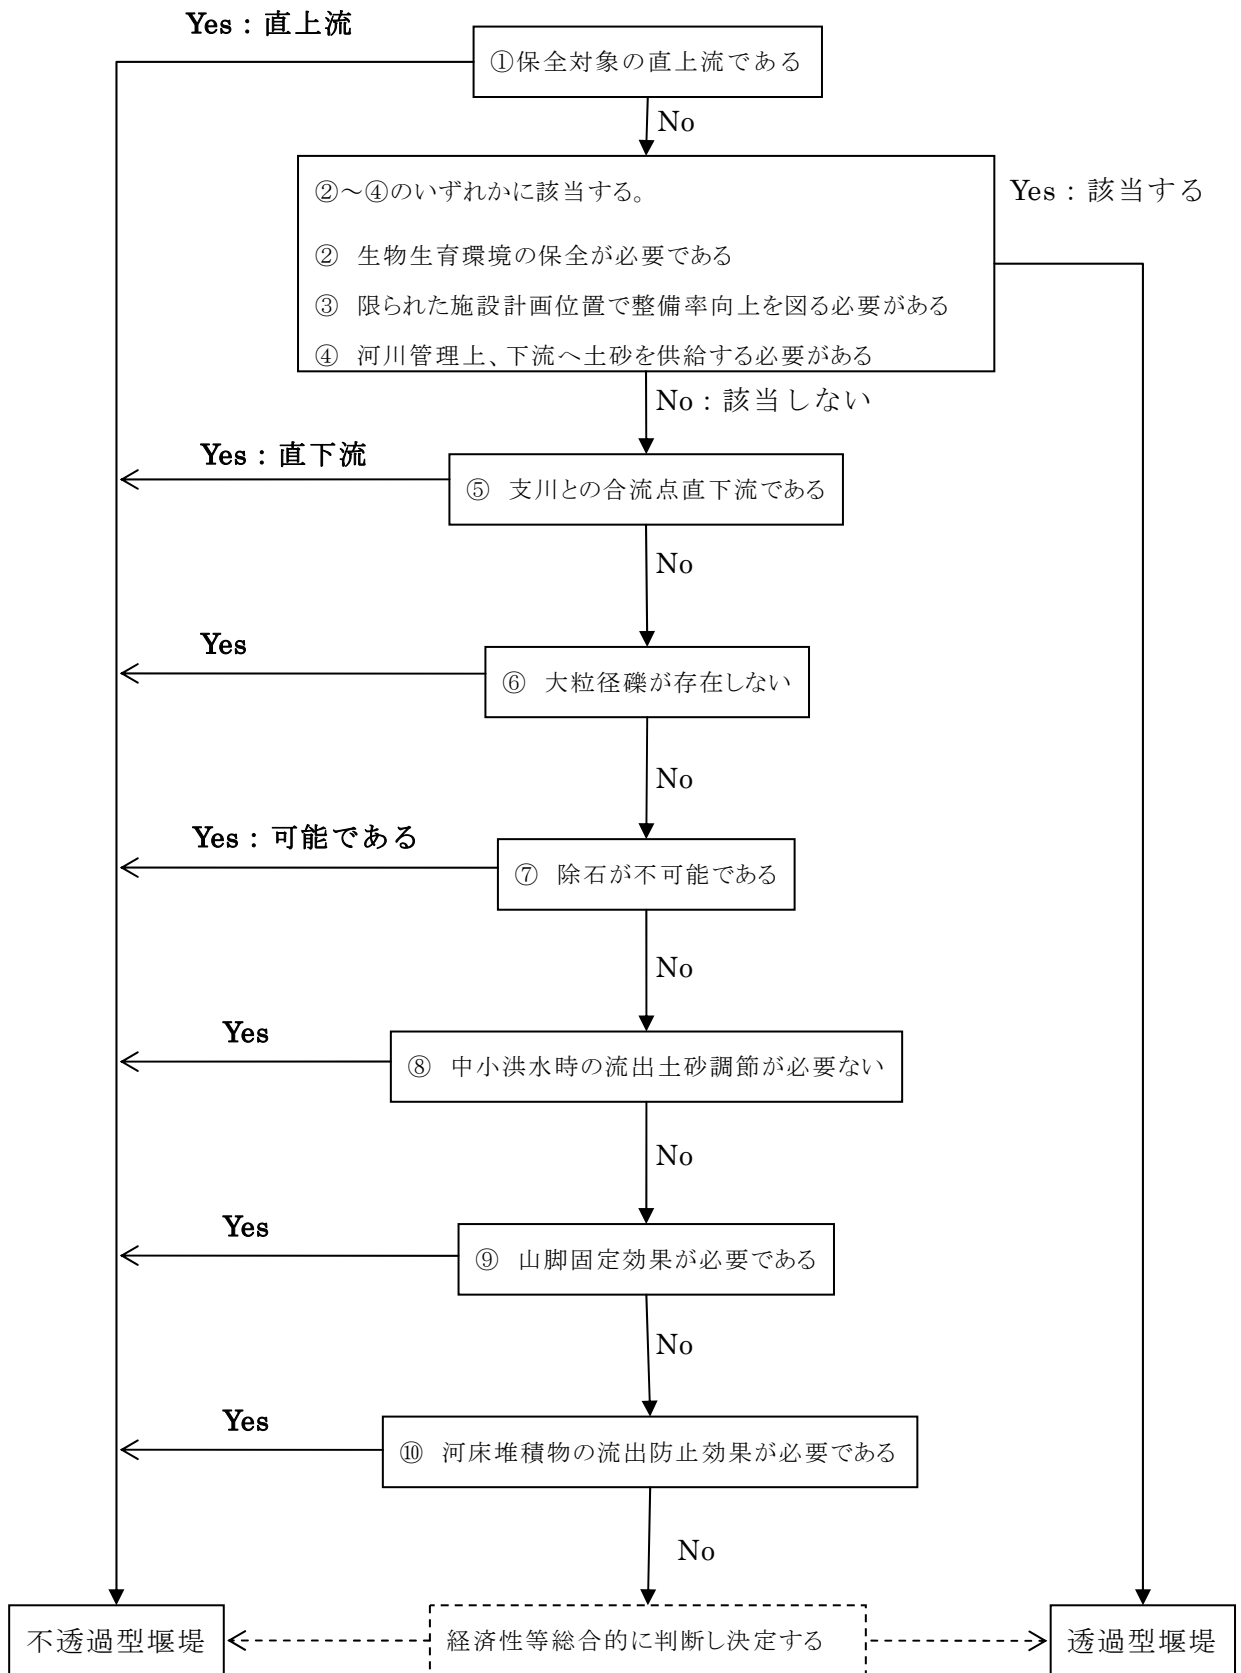 Yes：直上流
①保全対象の直上流である
No
②～④のいずれかに該当する。
Yes：該当する
② 生物生育環境の保全が必要である
③ 限られた施設計画位置で整備率向上を図る必要がある
④ 河川管理上、下流へ土砂を供給する必要がある
No：該当しない
Yes：直下流
⑤ 支川との合流点直下流である
No
Yes
⑥ 大粒径礫が存在しない
No
Yes：可能である
⑦ 除石が不可能である
No
Yes
⑧ 中小洪水時の流出土砂調節が必要ない
No
Yes
⑨ 山脚固定効果が必要である
No
Yes
⑩ 河床堆積物の流出防止効果が必要である
No
不透過型堰堤
経済性等総合的に判断し決定する
透過型堰堤